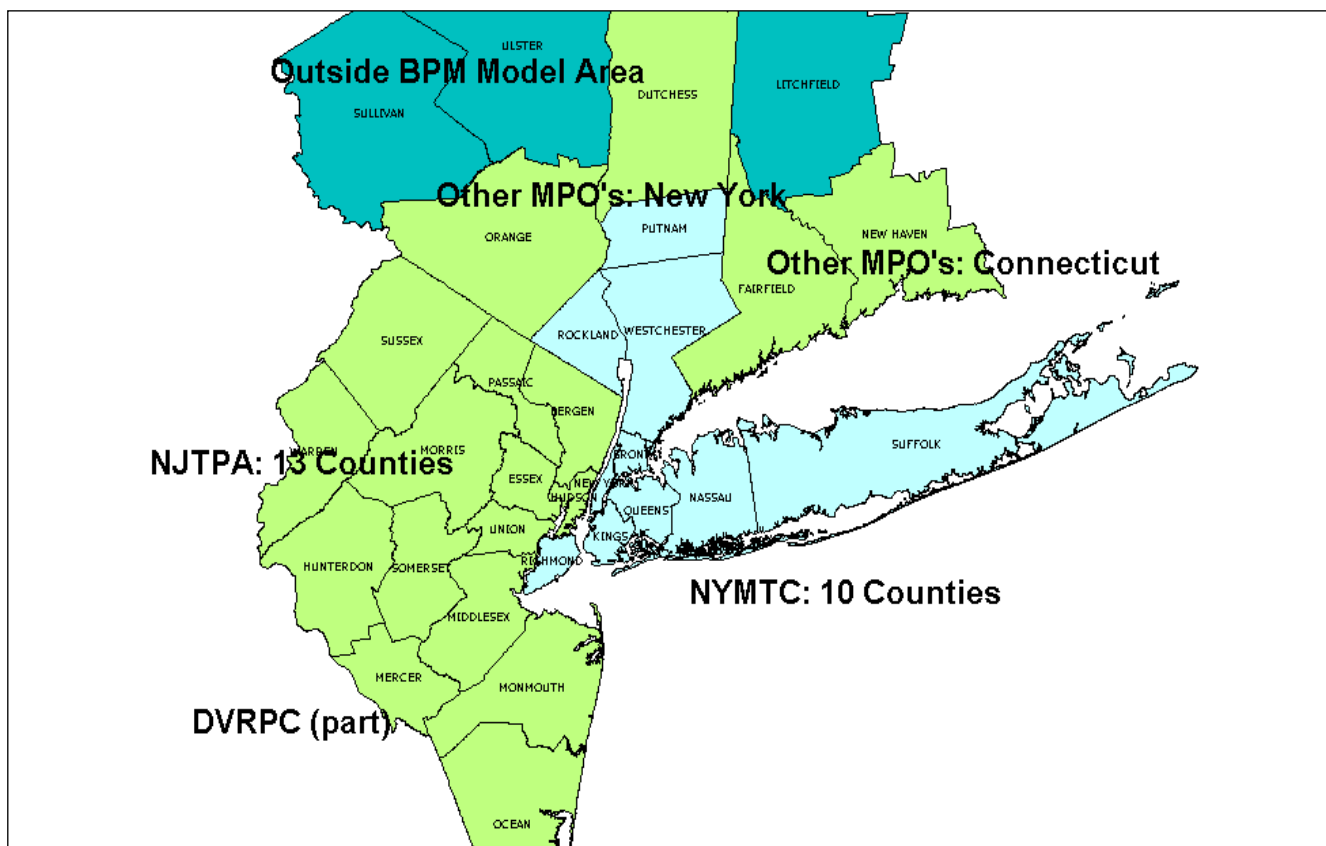 ULSTER
Outside BPM Model Area
LITCHFIELD
DUTCHESS
SULLIVAN
Other MPO's: New York
PUTNAM
ORANGE
NEW HAVEN
Other MPO's: Connecticut
FAIRFIELD
ROCKLAND
WESTCHESTER
SUSSEX
PASSAIC
BERGEN
SUFFOLK
WARREN
MORRIS
BRONX
NJTPA: 13 Counties
ESSEX
NEW YORK
HUDSON
NASSAU
QUEENS
UNION
KINGS
RICHMOND
HUNTERDON
SOMERSET
NYMTC: 10 Counties
MIDDLESEX
MERCER
MONMOUTH
DVRPC (part)
OCEAN